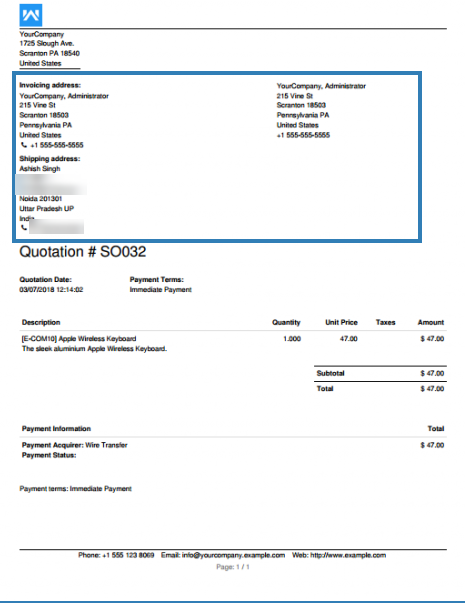 YourCompany
1725 Slough Ave.
Scranton PA 18540
United States
Invoicing address:
YourCompany, Administrator
215 Vine St
Scranton 18503
Pennsylvania PA
United States
+1 555-555-5555
YourCompany, Administrator
215 Vine St
Scranton 18503
Pennsylvania PA
United States
+1 555-555-5555
Shipping address:
Ashish Singh
Noida 201301
Uttar Pradesh UP
India
Quotation # SO032
Quotation Date: Payment Terms:
03/07/2018 12:14:02 Immediate Payment
Description Quantity Unit Price Taxes Amount
[E-COM10] Apple Wireless Keyboard 1.000 47.00 $ 47.00
The sleek aluminium Apple Wireless Keyboard.
Subtotal $ 47.00
Total $ 47.00
Payment Information Total
Payment Acquirer: Wire Transfer $ 47.00
Payment Status:
Payment terms: Immediate Payment
Phone: +1 555 123 8069 Email: info@yourcompany.example.com Web: http://www.example.com
Page: 1 / 1